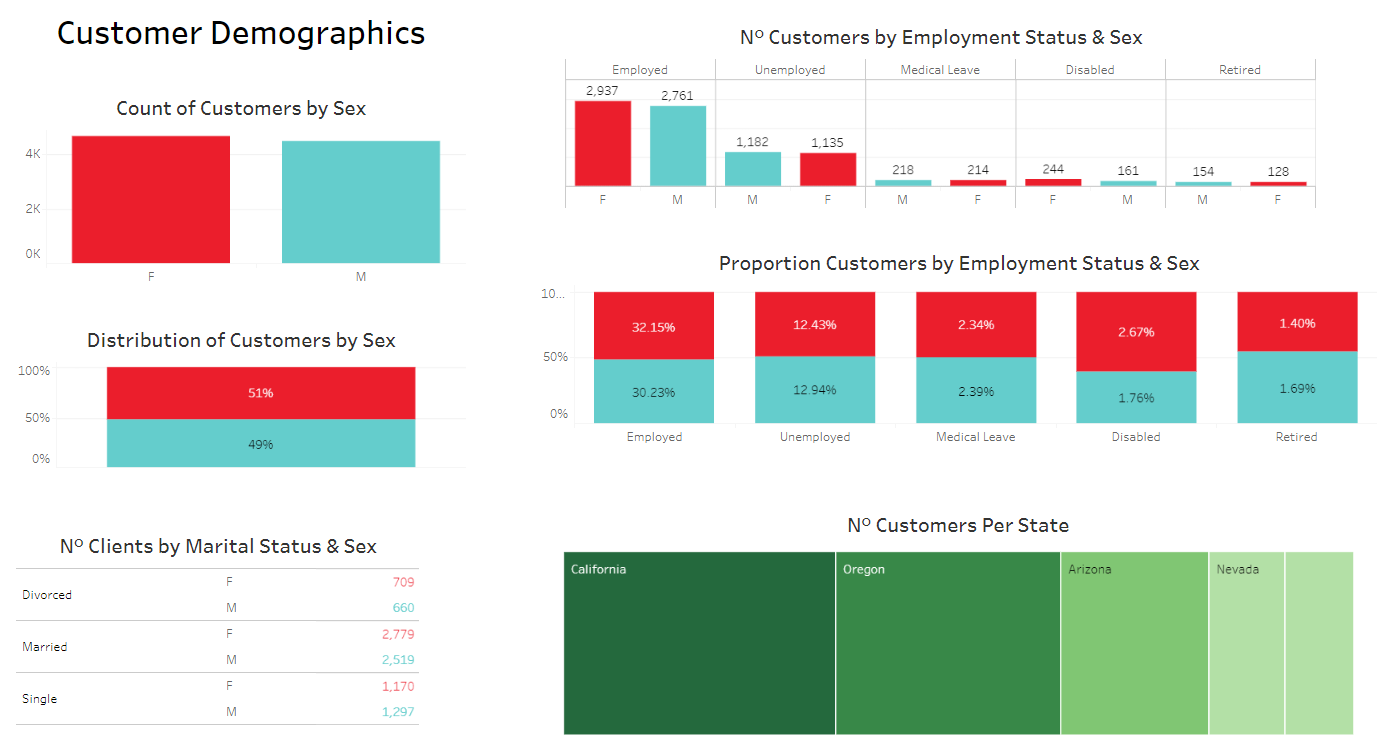 Customer Demographics
Count of Customers by Sex
4K
2K
0K
F M
Distribution of Customers by Sex
100%
50%
0%
51%
49%
Nº Clients by Marital Status & Sex
Divorced
F 709
M 660
Married
F 2,779
M 2,519
Single
F 1,170
M 1,297
Nº Customers by Employment Status & Sex
Employed Unemployed Medical Leave Disabled Retired
2,937 2,761 1,182 1,135 218 214 244 161 154 128
F M M F M F F M M F
Proportion Customers by Employment Status & Sex
10...
50%
0%
32.15% 12.43% 2.34% 2.67% 1.40%
30.23% 12.94% 2.39% 1.76% 1.69%
Employed Unemployed Medical Leave Disabled Retired
Nº Customers Per State
California Oregon Arizona Nevada